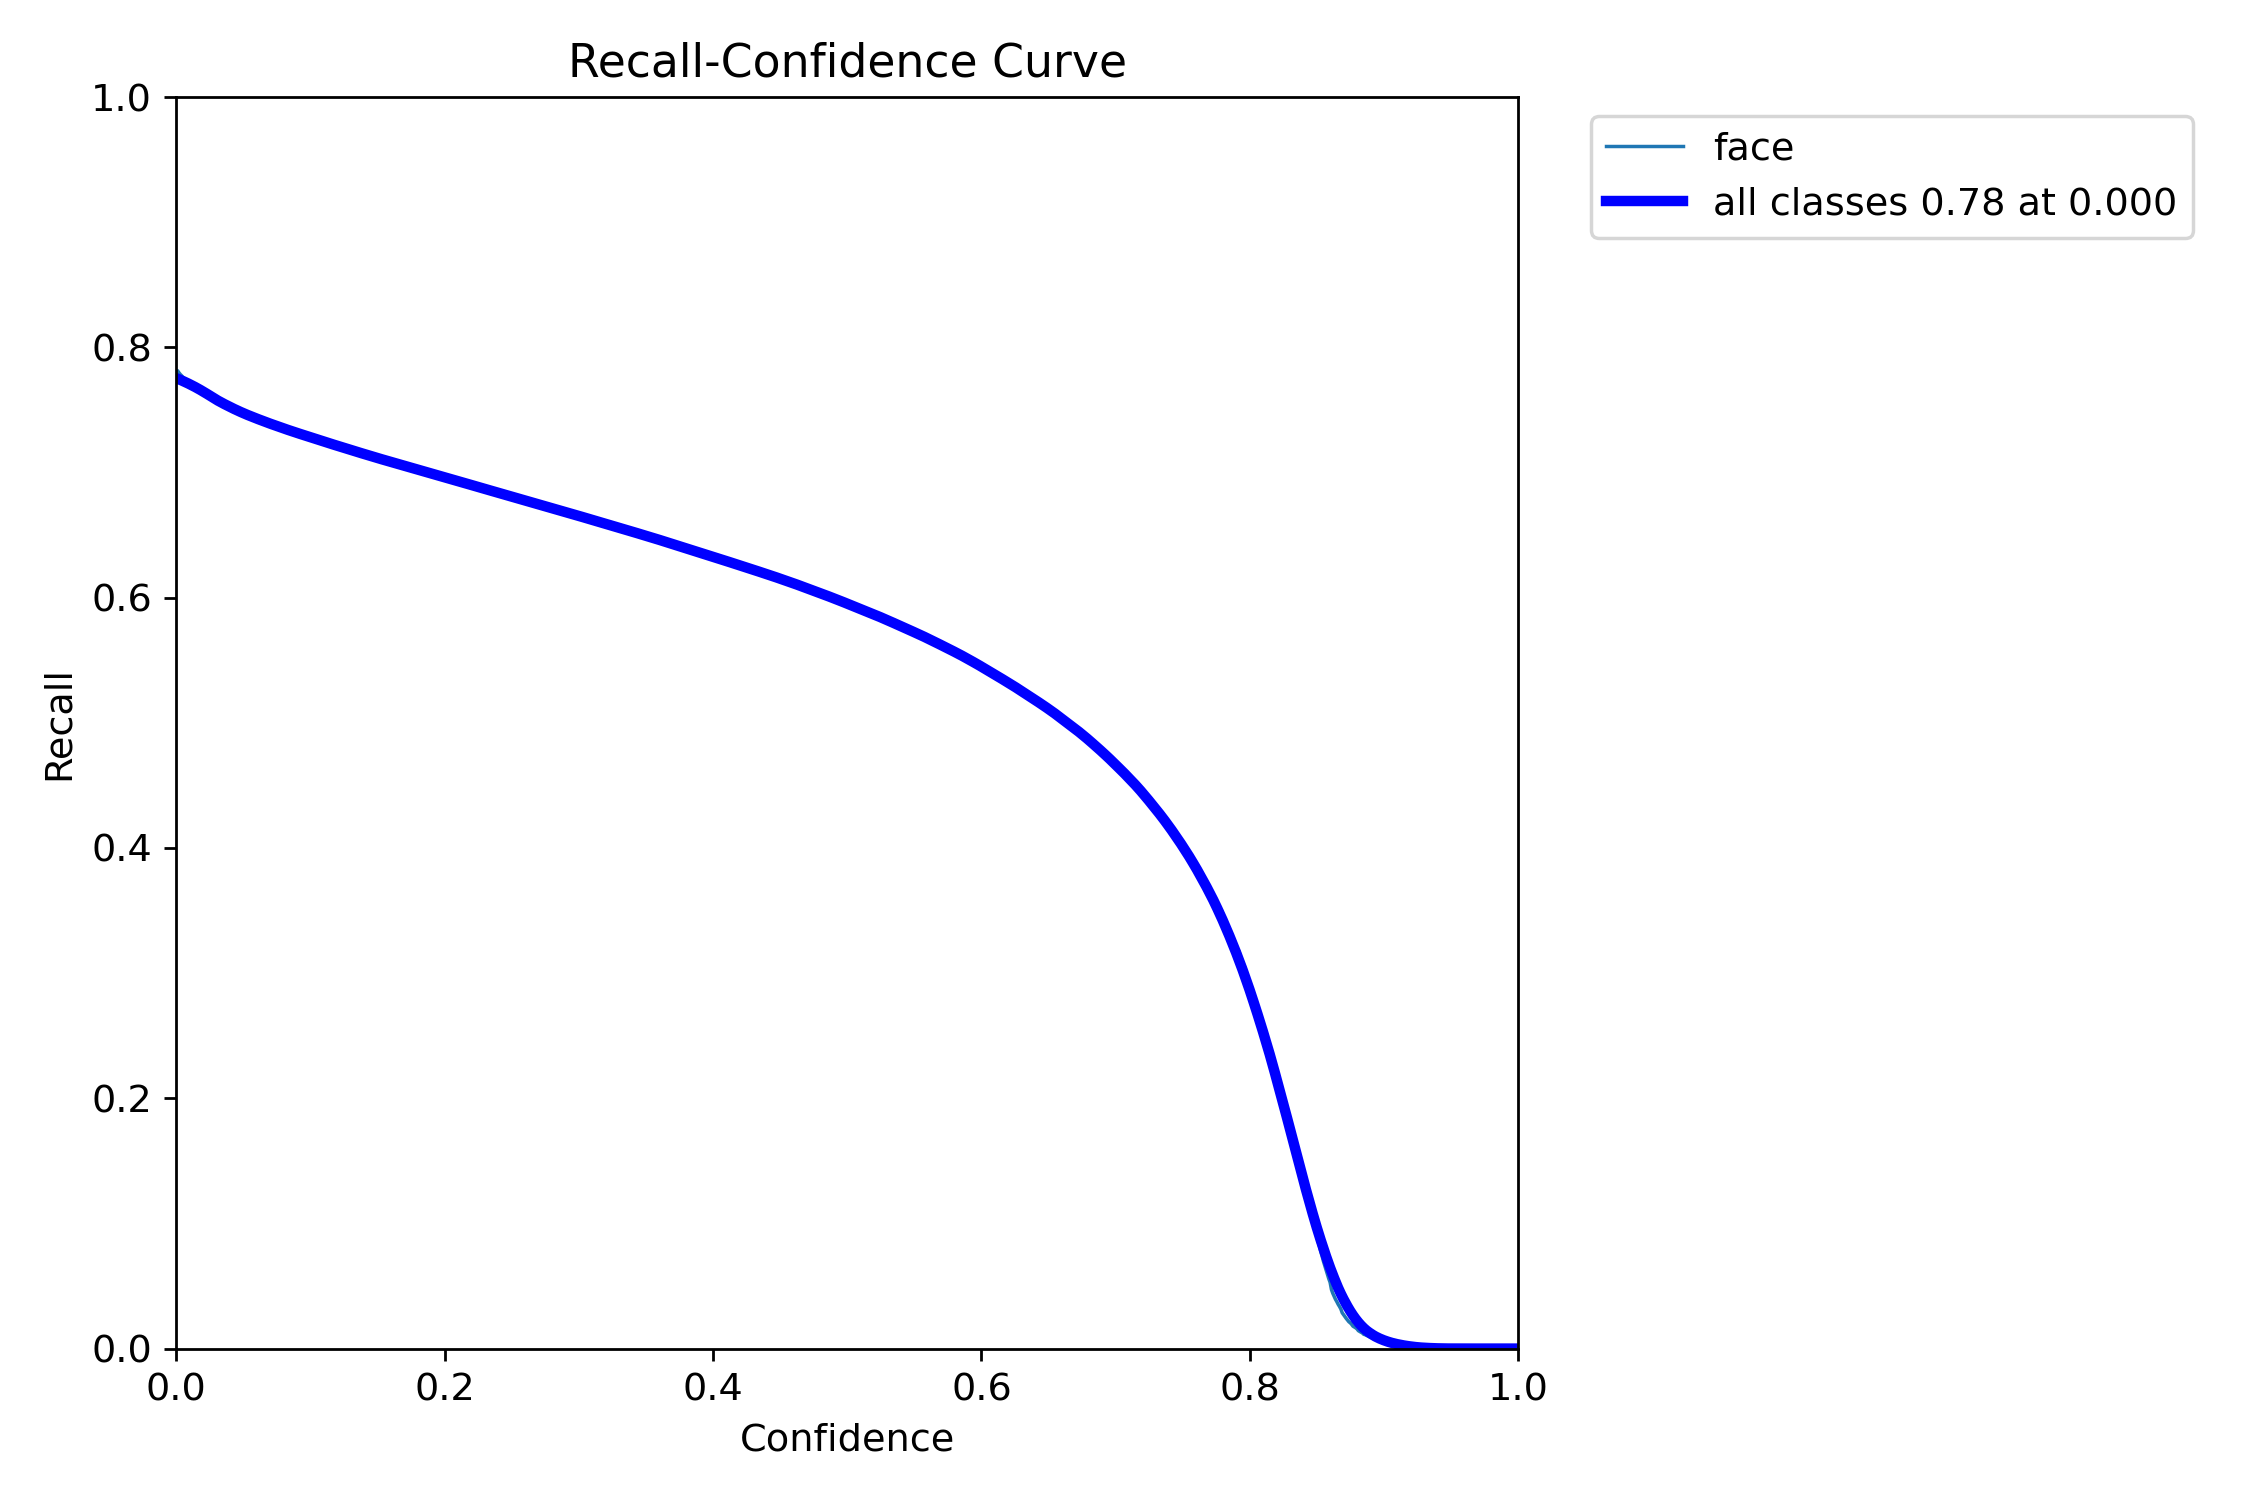 Recall-Confidence Curve
1.0
0.8
0.6
0.4
0.2
0.0
Recall
0.0 0.2 0.4 0.6 0.8 1.0
Confidence
face
all classes 0.78 at 0.000